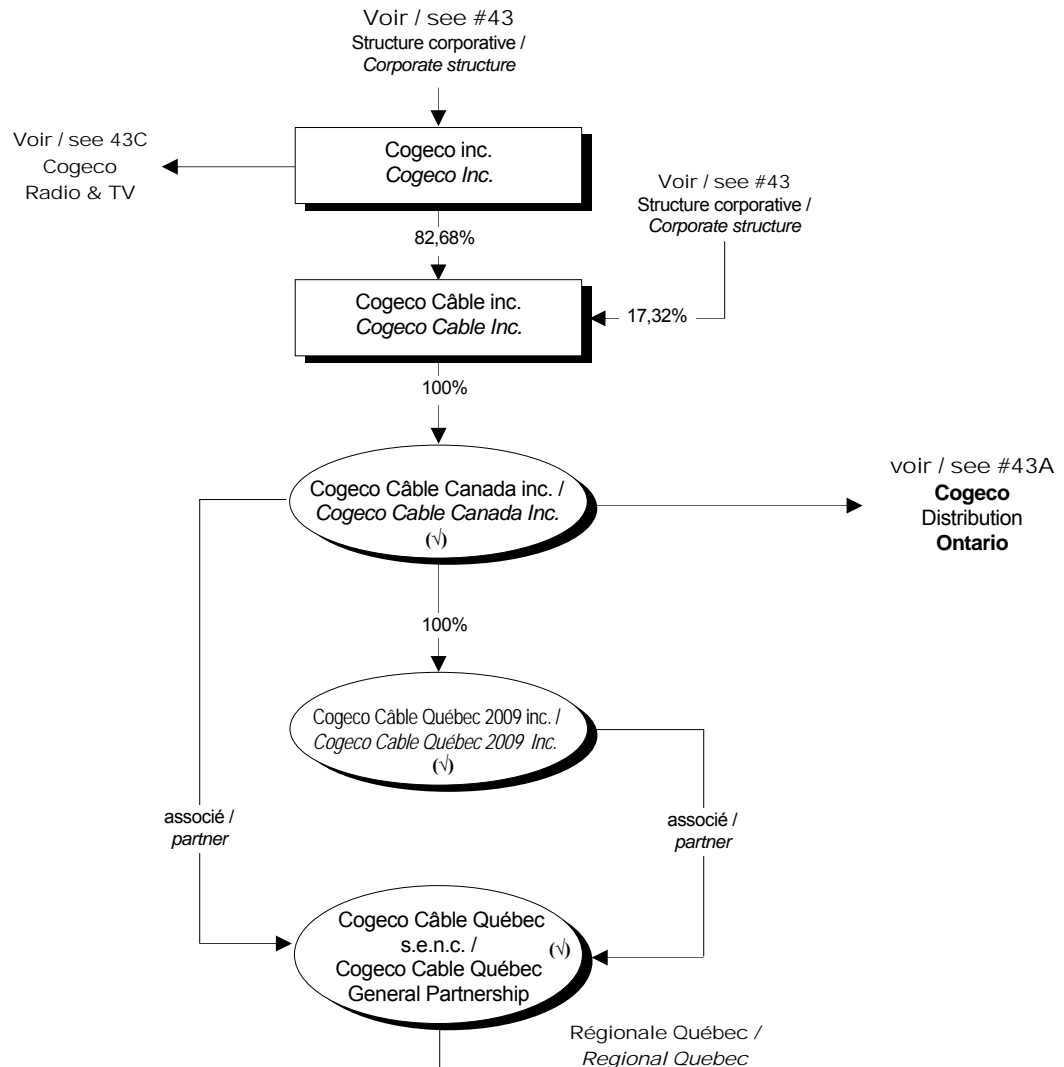 Voir / see #43
Structure corporative /
Corporate structure
Voir / see 43C
Cogeco
Radio & TV
Cogeco inc.
Cogeco Inc.
Voir / see #43
Structure corporative /
Corporate structure
82,68%
Cogeco Câble inc.
Cogeco Cable Inc.
17,32%
100%
Cogeco Câble Canada inc. /
Cogeco Cable Canada Inc.
(√)
voir / see #43A
Cogeco
Distribution
Ontario
100%
Cogeco Câble Québec 2009 inc. /
Cogeco Cable Québec 2009 Inc.
(√)
associé /
partner
associé /
partner
Cogeco Câble Québec
s.e.n.c. /
(√)
Cogeco Cable Québec
General Partnership
Régionale Québec /
Regional Quebec